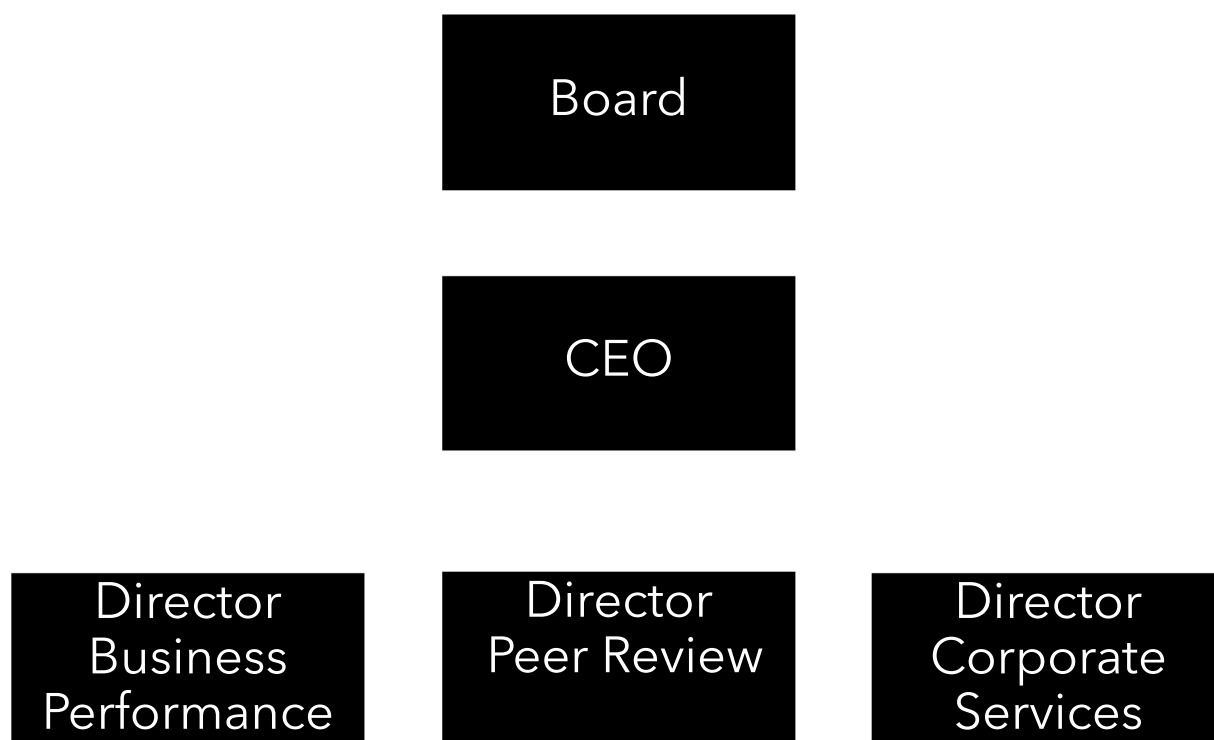 Board
CEO
Director
Business
Performance
Director
Peer Review
Director
Corporate
Services